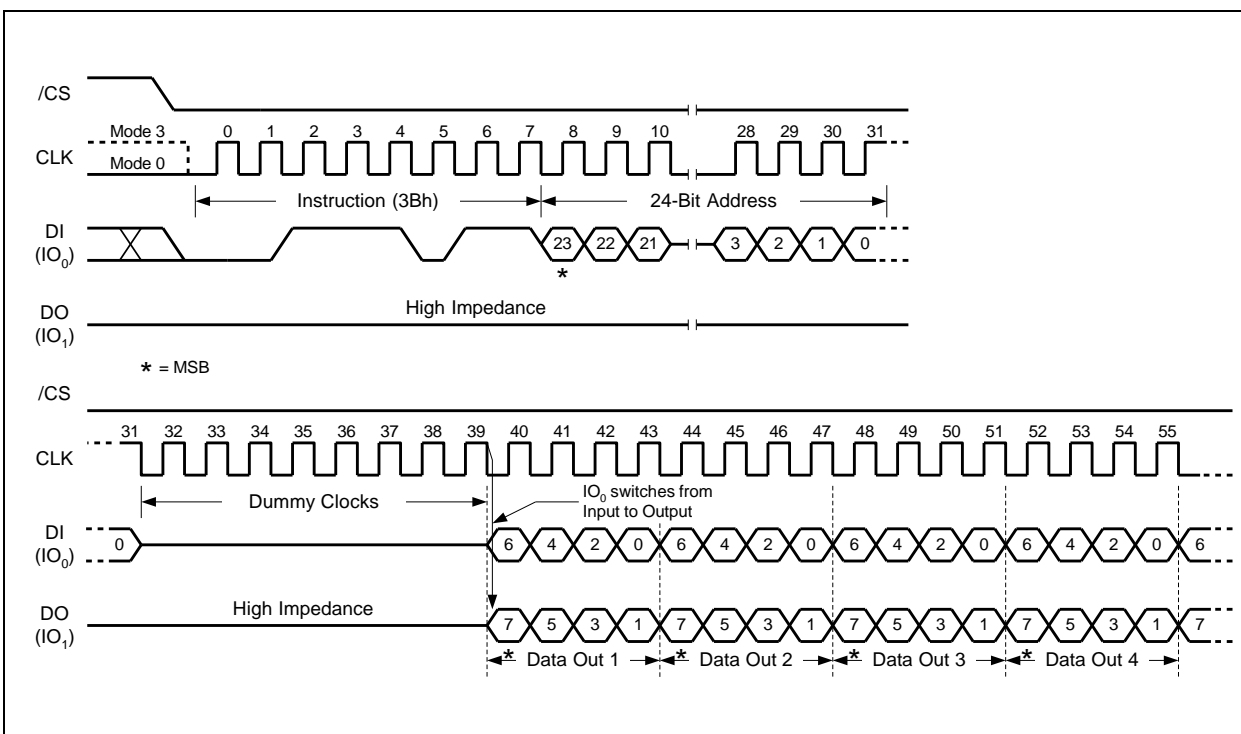 /CS
Mode 3
0 1 2 3 4 5 6 7 8 9 10 28 29 30 31
CLK
Mode 0
Instruction (3Bh)
24-Bit Address
DI
(IO0)
23 22 21 3 2 1 0
*
High Impedance
DO
(IO1)
* = MSB
/CS
31 32 33 34 35 36 37 38 39 40 41 42 43 44 45 46 47 48 49 50 51 52 53 54 55
CLK
Dummy Clocks
IO0 switches from
Input to Output
DI
(IO0)
0 6 4 2 0 6 4 2 0 6 4 2 0 6 4 2 0 6
High Impedance
DO
(IO1)
7 5 3 1 7 5 3 1 7 5 3 1 7 5 3 1 7
* Data Out 1 * Data Out 2 * Data Out 3 * Data Out 4